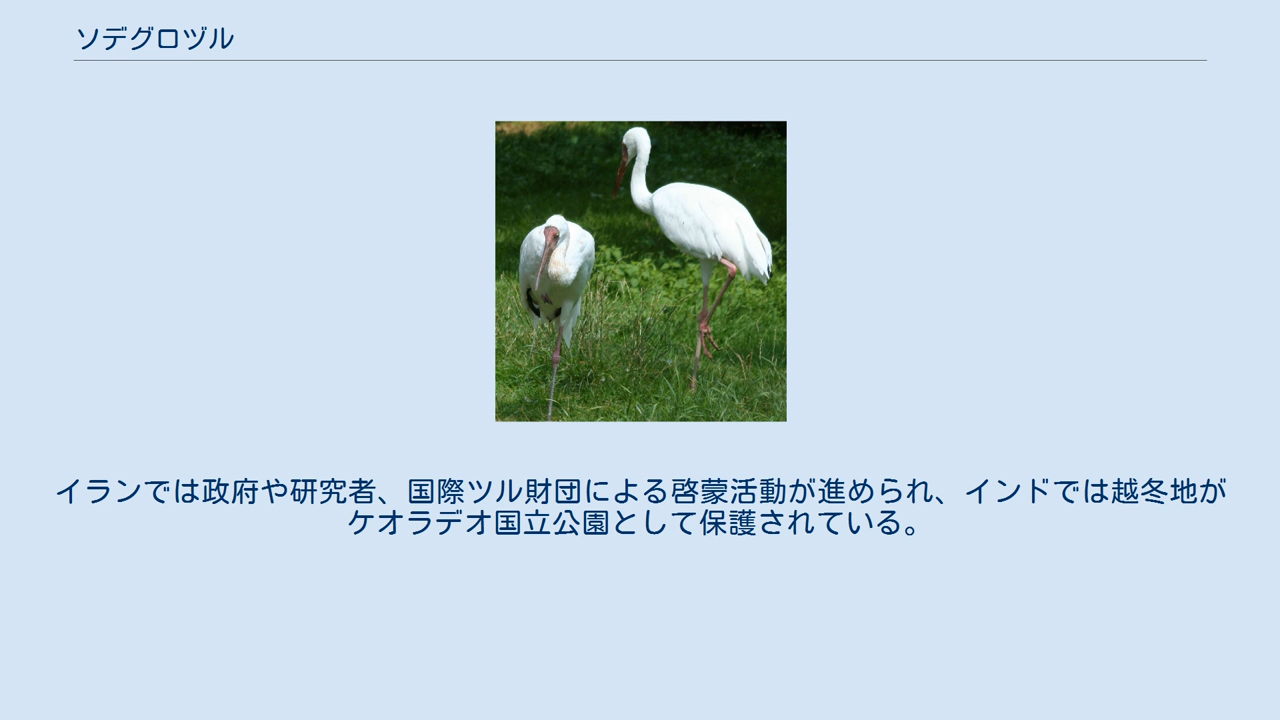 ソデグロヅル
イランでは政府や研究者、国際ツル財団による啓蒙活動が進められ、インドでは越冬地が
ケオラデオ国立公園として保護されている。